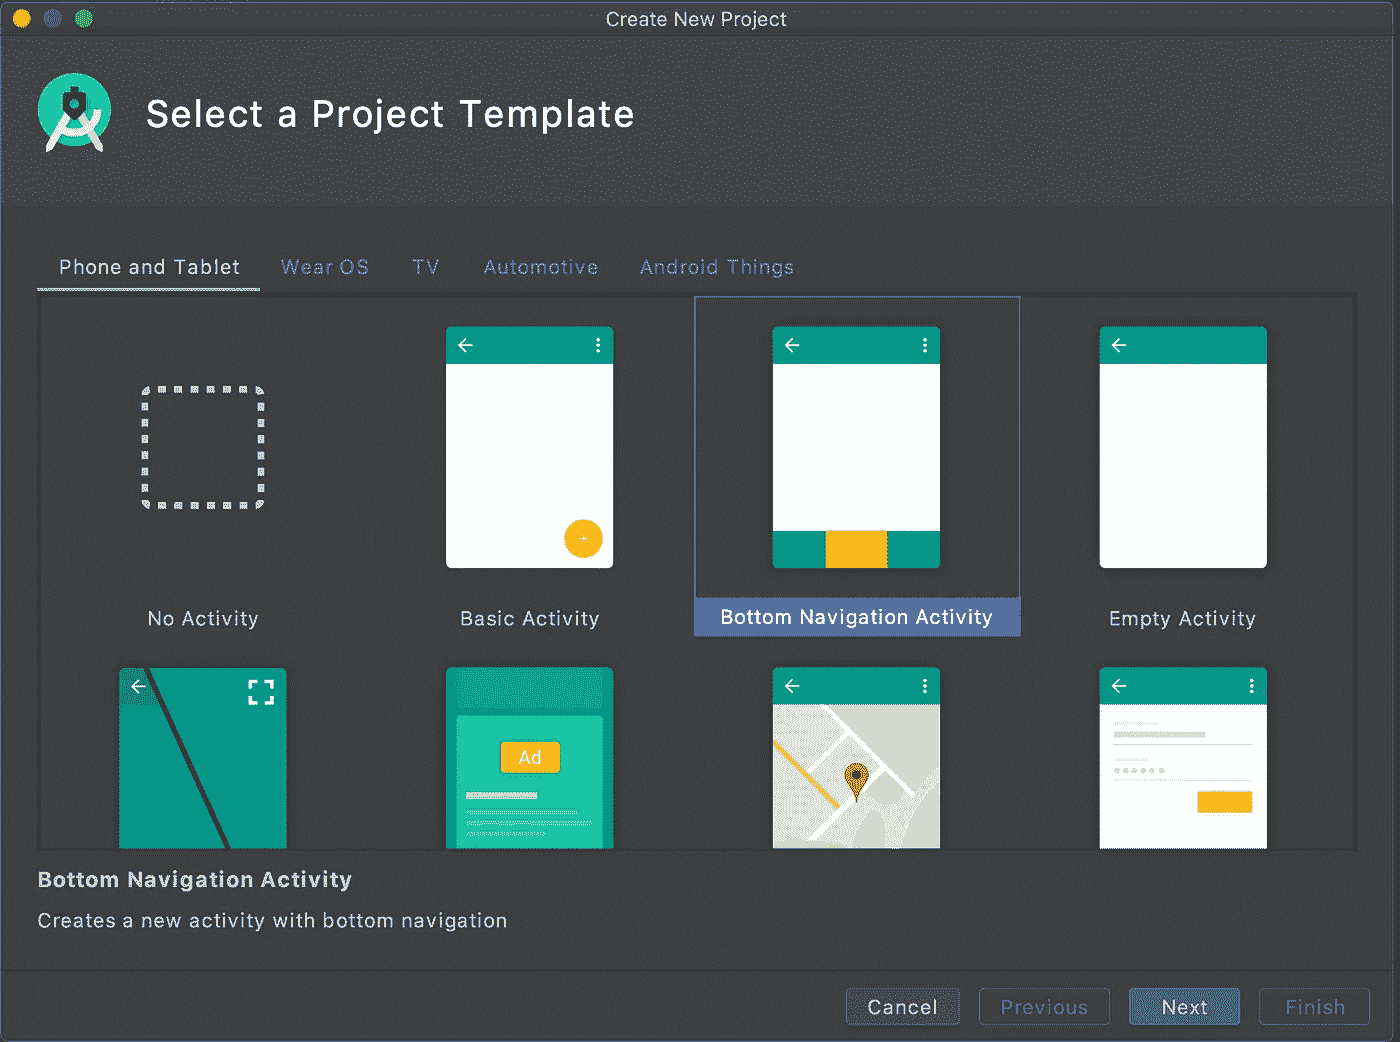 Create New Project
Select a Project Template
Phone and Tablet
Wear OS
TV
Automotive
Android Things
No Activity
Basic Activity
Bottom Navigation Activity
Empty Activity
Ad
Bottom Navigation Activity
Creates a new activity with bottom navigation
Cancel
Previous
Next
Finish